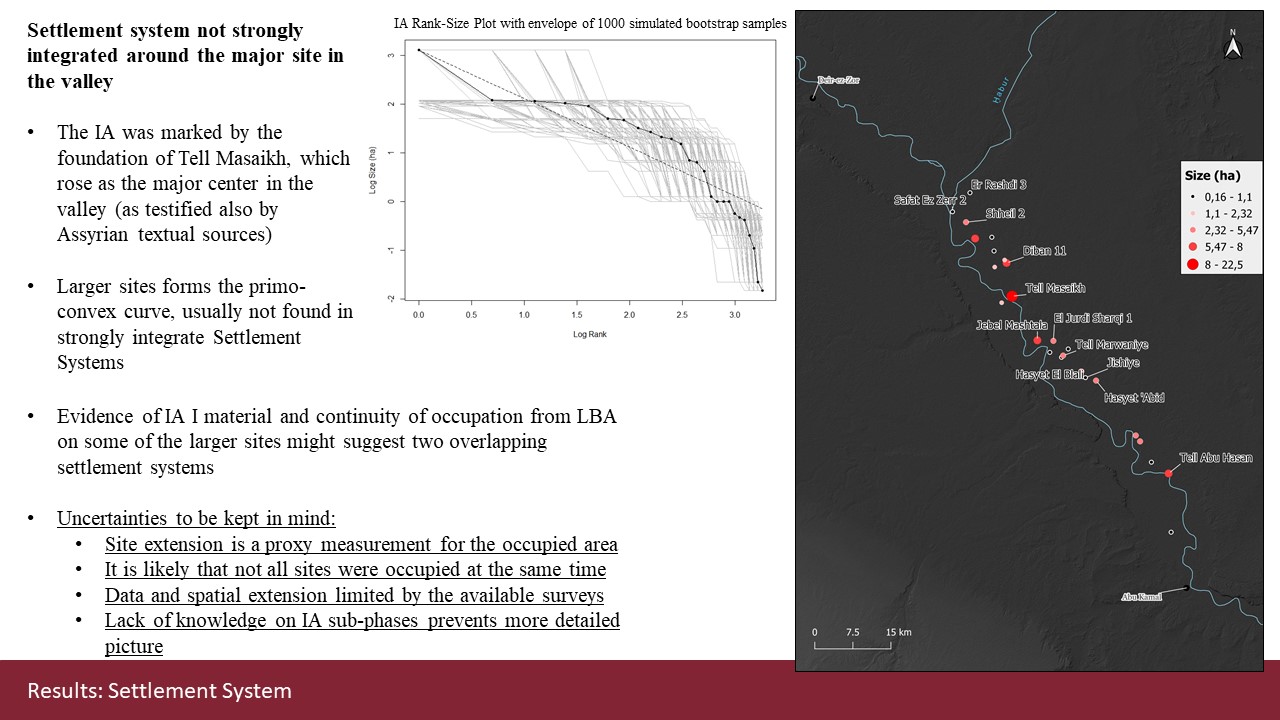 Settlement system not strongly
integrated around the major site in
the valley
• The IA was marked by the
foundation of Tell Masaikh, which
rose as the major center in the
valley (as testified also by
Assyrian textual sources)
• Larger sites forms the primo-
convex curve, usually not found in
strongly integrate Settlement
Systems
• Evidence of IA I material and continuity of occupation from LBA
on some of the larger sites might suggest two overlapping
settlement systems
• Uncertainties to be kept in mind:
• Site extension is a proxy measurement for the occupied area
• It is likely that not all sites were occupied at the same time
• Data and spatial extension limited by the available surveys
• Lack of knowledge on IA sub-phases prevents more detailed
picture
IA Rank-Size Plot with envelope of 1000 simulated bootstrap samples
Log Size (ha)
3
2
1
0
-1
-2
0.0 0.5 1.0 1.5 2.0 2.5 3.0
Log Rank
N
Deir-ez-Zor
Habur
Er Rashdi 3
Safat Ez Zerr 2
Shheil 2
Diban 11
Tell Masaikh
Jebel Mashtala
El Jurdi Sharqi 1
Tell Marwaniye
Jishiye
Hasyet El Blali
Hasyet 'Abid
Tell Abu Hasan
Abu Kamal
Size (ha)
0,16 - 1,1
1,1 - 2,32
2,32 - 5,47
5,47 - 8
8 - 22,5
0 7.5 15 km
Results: Settlement System